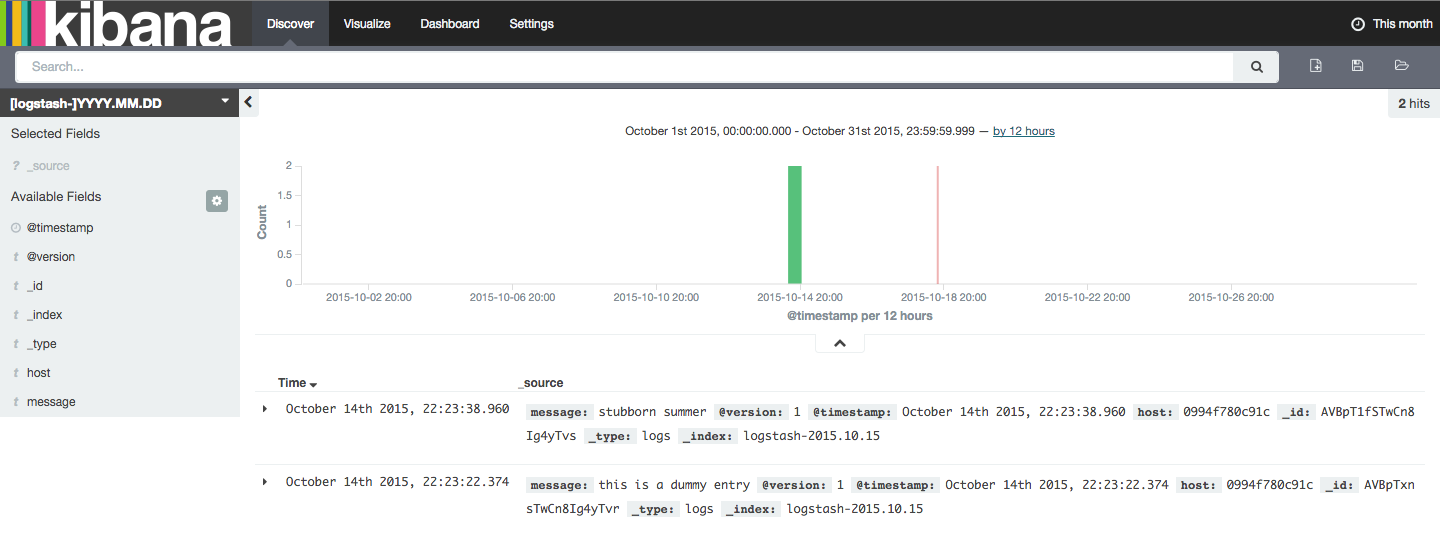 kibana Discover Visualize Dashboard Settings This month
Search...
[logstash-]YYYY.MM.DD
2 hits
Selected Fields
? _source
Available Fields
@timestamp
t @version
t _id
t _index
t _type
t host
t message
October 1st 2015, 00:00:00.000 - October 31st 2015, 23:59:59.999 — by 12 hours
Count
2
1.5
1
0.5
0
2015-10-02 20:00 2015-10-06 20:00 2015-10-10 20:00 2015-10-14 20:00 2015-10-18 20:00 2015-10-22 20:00 2015-10-26 20:00
@timestamp per 12 hours
Time _source
October 14th 2015, 22:23:38.960 message: stubborn summer @version: 1 @timestamp: October 14th 2015, 22:23:38.960 host: 0994f780c91c _id: AVBpT1fSTwCn8
Ig4yTvs _type: logs _index: logstash-2015.10.15
October 14th 2015, 22:23:22.374 message: this is a dummy entry @version: 1 @timestamp: October 14th 2015, 22:23:22.374 host: 0994f780c91c _id: AVBpTxn
sTwCn8Ig4yTvr _type: logs _index: logstash-2015.10.15